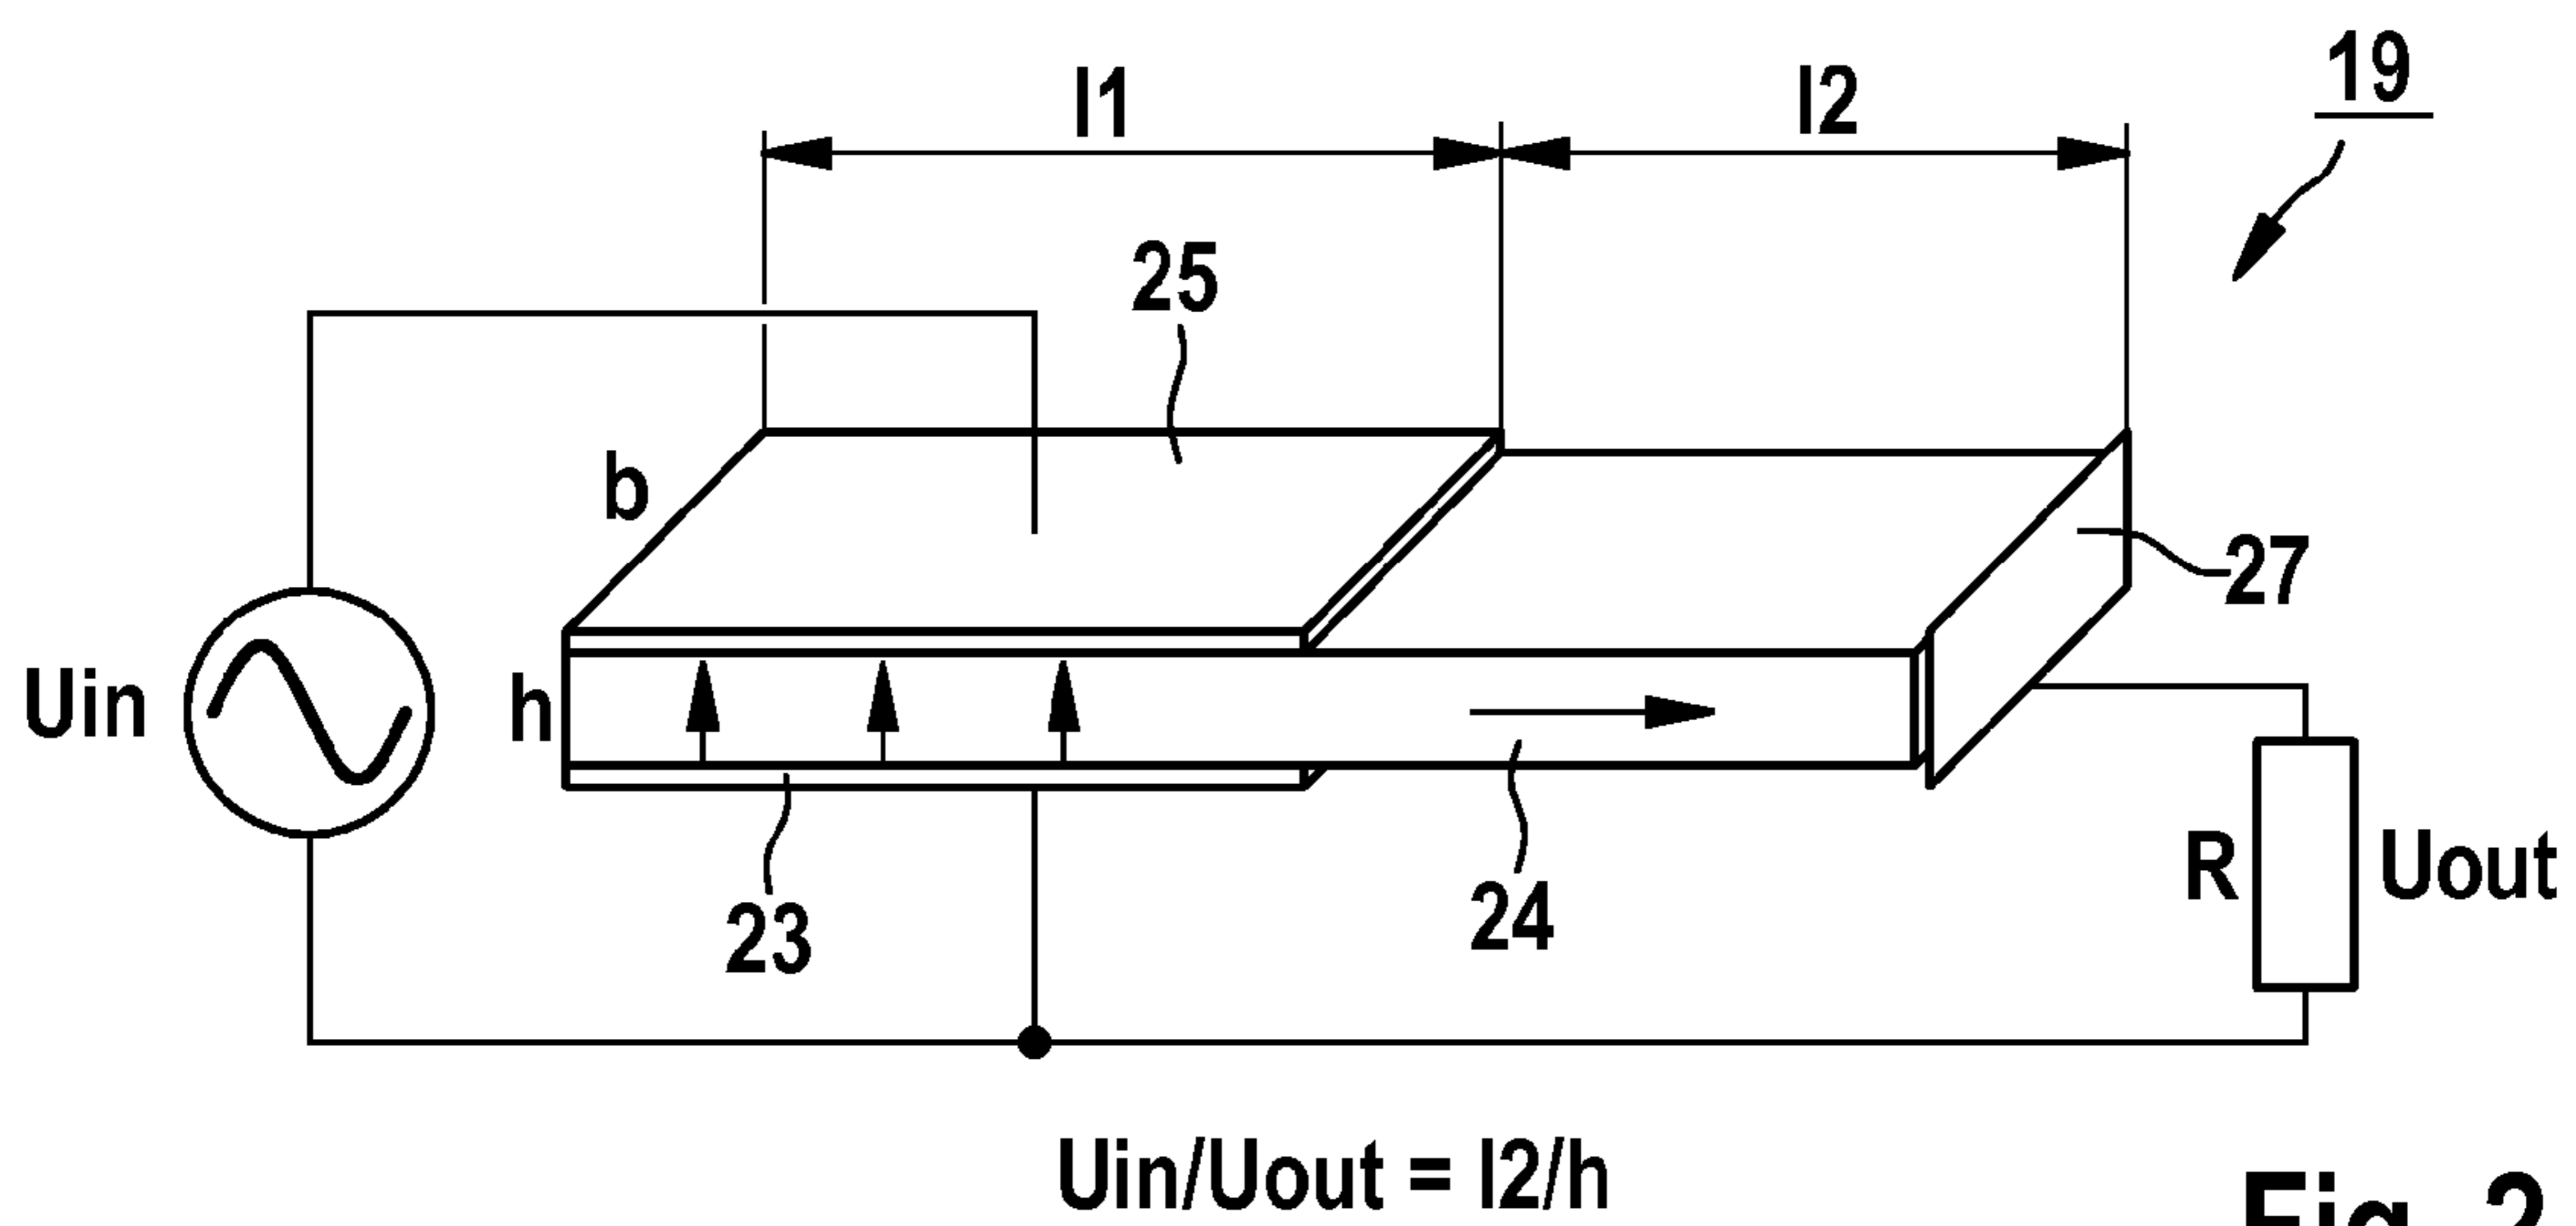 19
l1
l2
25
b
27
Uin
h
R
Uout
23
24
Uin/Uout = l2/h
Fig. 2